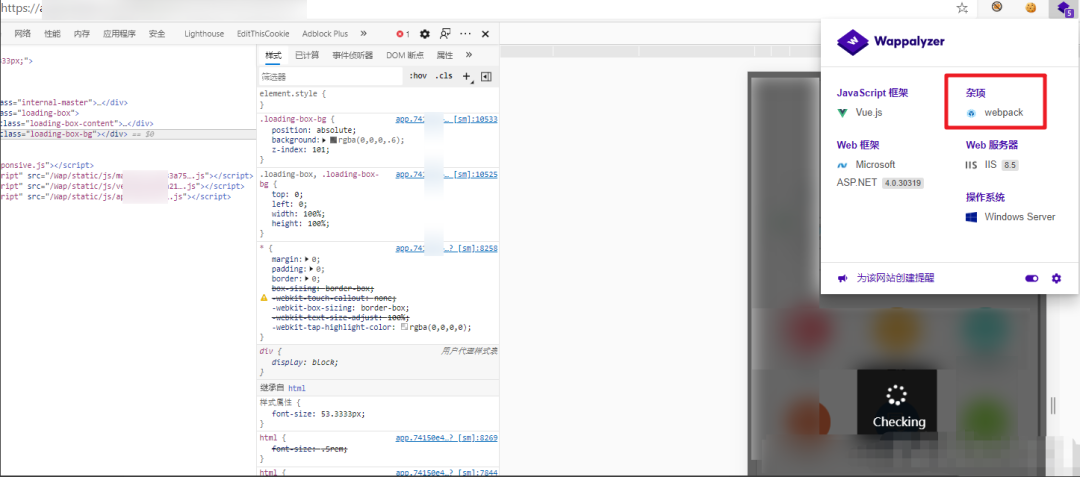 https://a
网络 性能 内存 应用程序 安全 Lighthouse EditThisCookie Adblock Plus » 1 ··· ×
33px;">
lass="internal-master">…</div>
ass="loading-box">
class="loading-box-content">…</div>
class="loading-box-bg"></div> == $0
ponsive.js"></script>
ript" src="/Wap/static/js/ma 3a75….js"></script>
ript" src="/wap/static/js/ve 21….js"></script>
ript" src="/wap/static/js/ap .js"></script>
样式 已计算 事件侦听器 DOM 断点 属性 »
筛选器 :hov .cls +
element.style {
}
.loading-box-bg { app.741 …_ [sm]:10533
position: absolute;
background:▶ rgba(0,0,0,.6);
z-index: 101;
}
.loading-box, .loading-box- app.741 …_ [sm]:10525
bg {
top: 0;
left: 0;
width: 100%;
height: 100%;
}
* { app.741 …? [sm]:8258
margin:▶ 0;
padding:▶ 0;
border:▶ 0;
box-sizing: border-box;
-webkit-touch-callout: none;
-webkit-box-sizing: border-box;
-webkit-text-size-adjust: 100%;
-webkit-tap-highlight-color: rgba(0,0,0,0);
}
div { 用户代理样式表
display: block;
}
继承自 html
样式属性 {
font-size: 53.3333px;
}
html { app.74150e4…? [sm]:8269
font-size: .5rem;
}
html { app.74150e4…? [sm]:7844
5
Wappalyzer
JavaScript 框架
Vue.js
Web 框架
Microsoft
ASP.NET 4.0.30319
杂项
webpack
Web 服务器
IIS IIS 8.5
操作系统
Windows Server
为该网站创建提醒
Checking